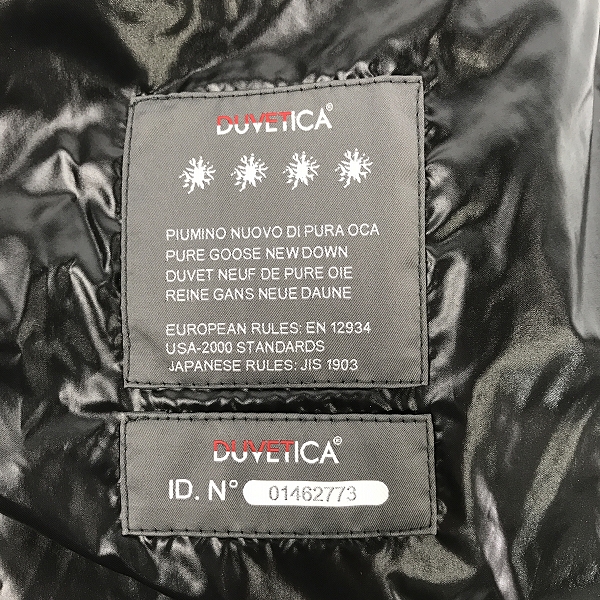 DUVETICA®
PIUMINO NUOVO DI PURA OCA
PURE GOOSE NEW DOWN
DUVET NEUF DE PURE OIE
REINE GANS NEUE DAUNE
EUROPEAN RULES: EN 12934
USA-2000 STANDARDS
JAPANESE RULES: JIS 1903
DUVETICA®
ID. N° 01462773